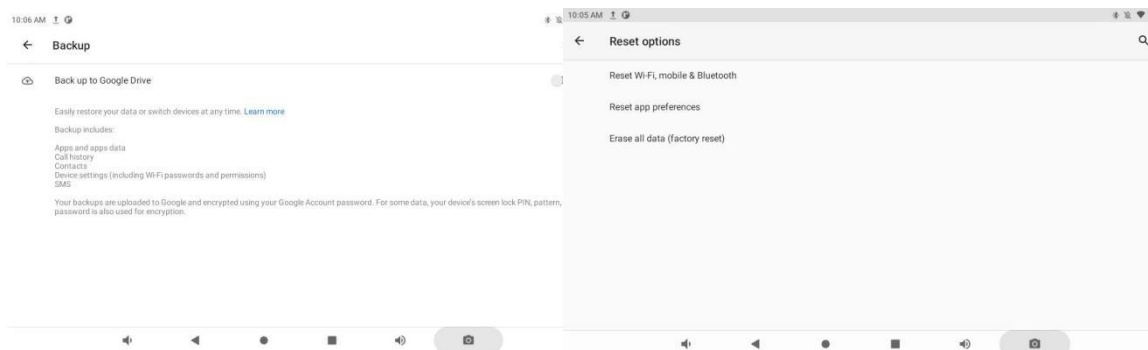 10:06 AM
Backup
Back up to Google Drive
Easily restore your data or switch devices at any time. Learn more
Backup includes:
Apps and apps data
Call history
Contacts
Device settings (including Wi-Fi passwords and permissions)
SMS
Your backups are uploaded to Google and encrypted using your Google Account password. For some data, your device's screen lock PIN, pattern,
password is also used for encryption.
10:05 AM
Reset options
Reset Wi-Fi, mobile & Bluetooth
Reset app preferences
Erase all data (factory reset)